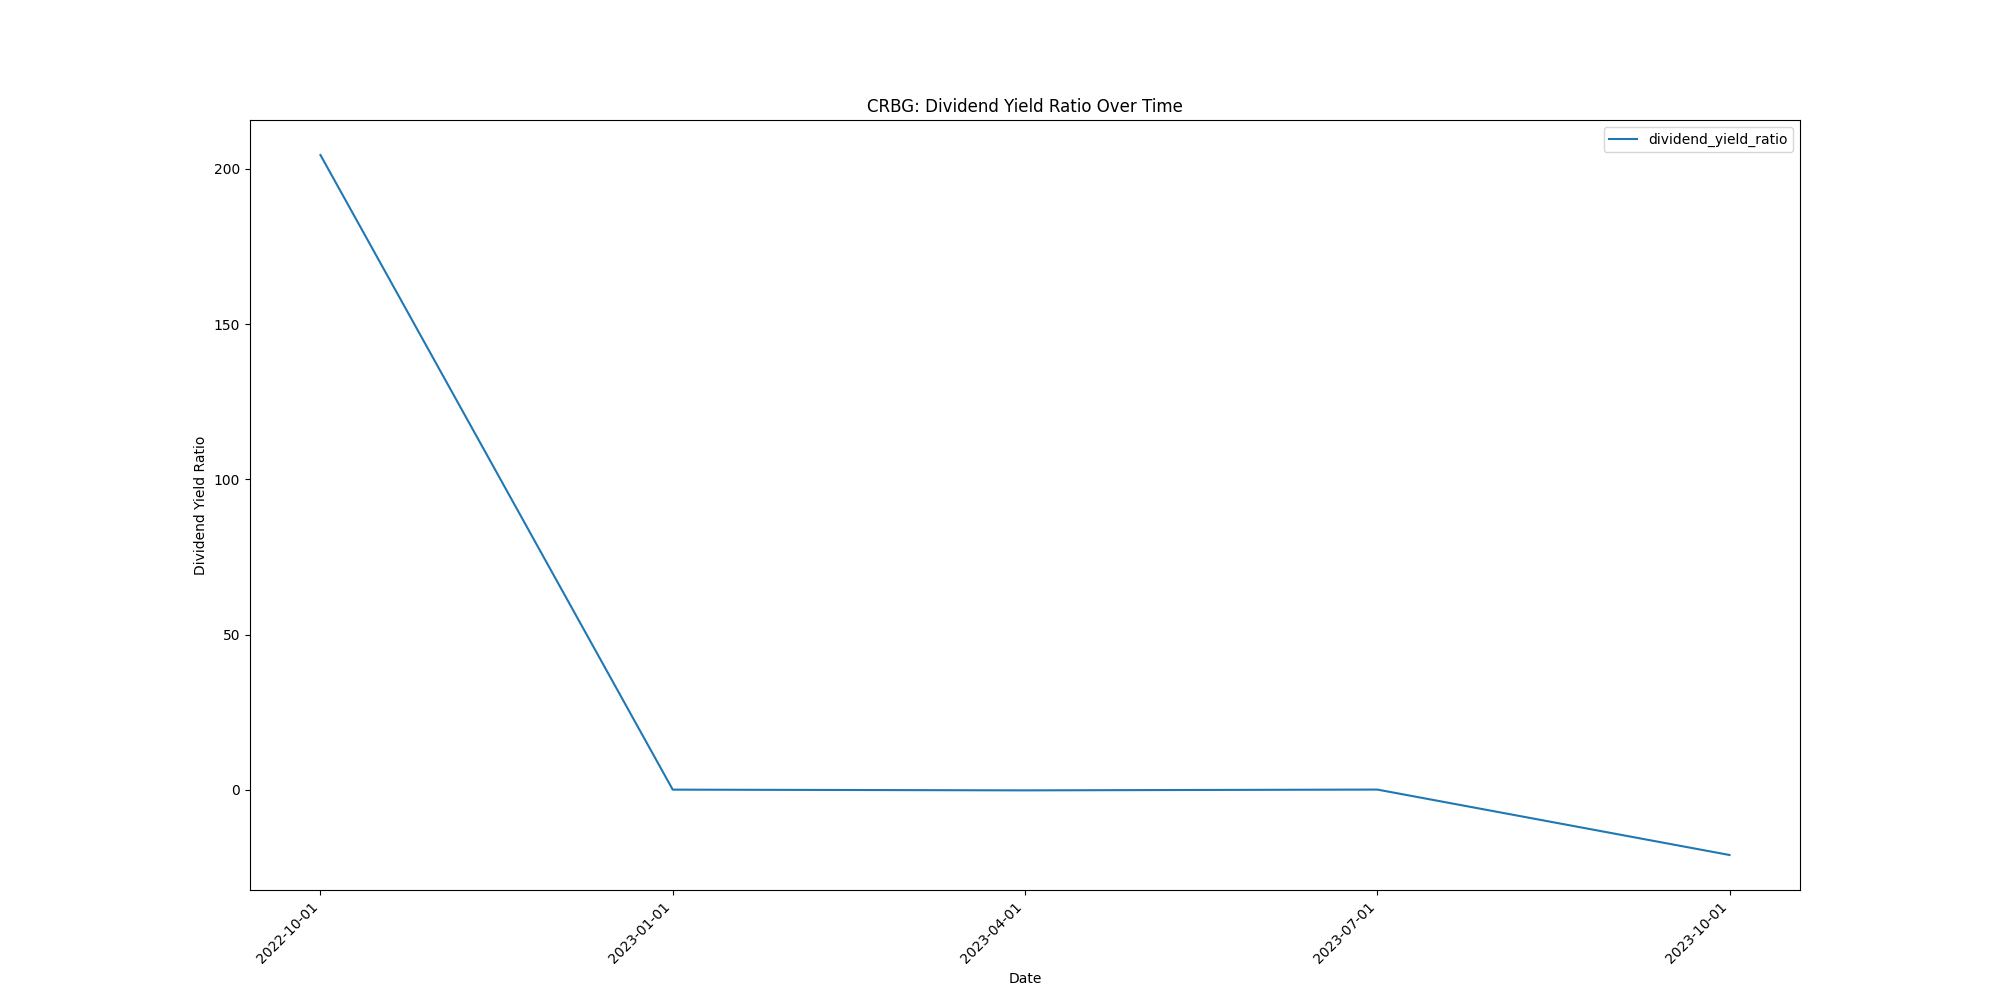 CRBG: Dividend Yield Ratio Over Time
dividend_yield_ratio
200
150
100
50
0
Dividend Yield Ratio
2022-10-01
2023-01-01
2023-04-01
2023-07-01
2023-10-01
Date